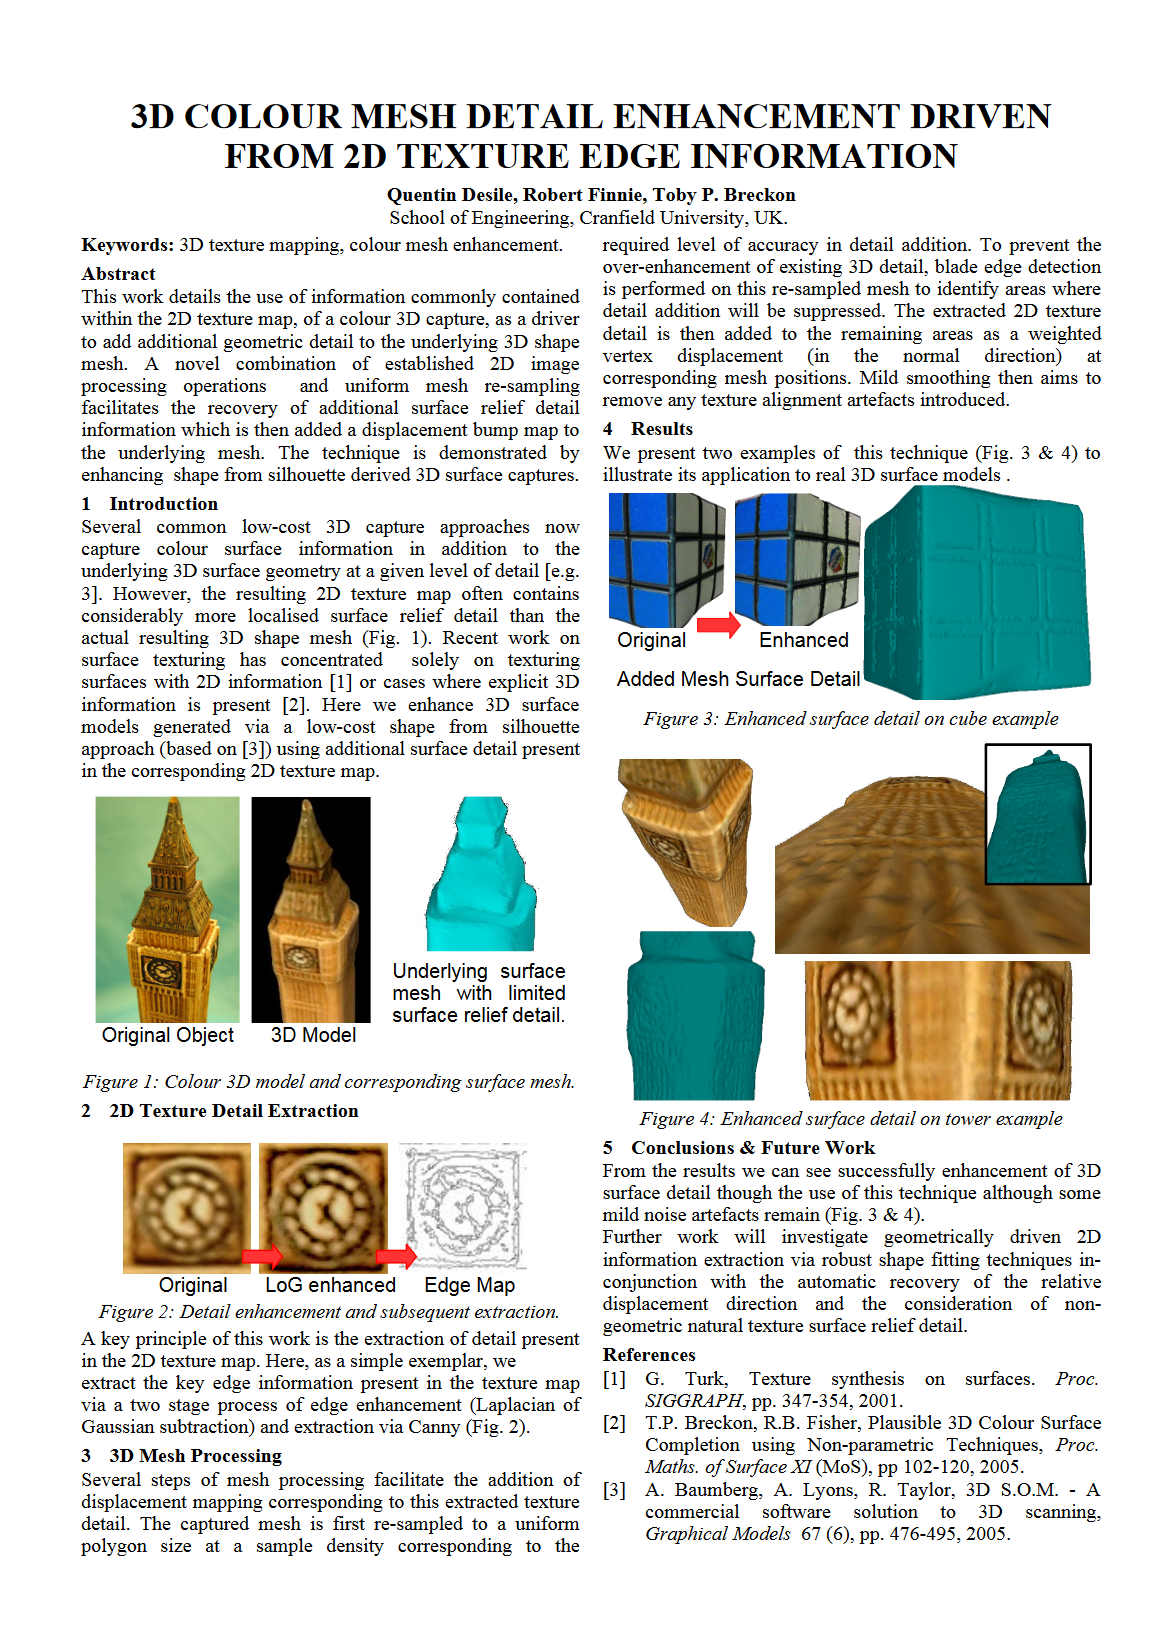 3D COLOUR MESH DETAIL ENHANCEMENT DRIVEN
FROM 2D TEXTURE EDGE INFORMATION
Quentin Desile, Robert Finnie, Toby P. Breckon
School of Engineering, Cranfield University, UK.
Keywords: 3D texture mapping, colour mesh enhancement.
Abstract
This work details the use of information commonly contained
within the 2D texture map, of a colour 3D capture, as a driver
to add additional geometric detail to the underlying 3D shape
mesh. A novel combination of established 2D image
processing operations and uniform mesh re-sampling
facilitates the recovery of additional surface relief detail
information which is then added a displacement bump map to
the underlying mesh. The technique is demonstrated by
enhancing shape from silhouette derived 3D surface captures.
1 Introduction
Several common low-cost 3D capture approaches now
capture colour surface information in addition to the
underlying 3D surface geometry at a given level of detail [e.g.
3]. However, the resulting 2D texture map often contains
considerably more localised surface relief detail than the
actual resulting 3D shape mesh (Fig. 1). Recent work on
surface texturing has concentrated solely on texturing
surfaces with 2D information [1] or cases where explicit 3D
information is present [2]. Here we enhance 3D surface
models generated via a low-cost shape from silhouette
approach (based on [3]) using additional surface detail present
in the corresponding 2D texture map.
Underlying surface
mesh with limited
surface relief detail.
Original Object 3D Model
Figure 1: Colour 3D model and corresponding surface mesh.
2 2D Texture Detail Extraction
Original LoG enhanced Edge Map
Figure 2: Detail enhancement and subsequent extraction.
A key principle of this work is the extraction of detail present
in the 2D texture map. Here, as a simple exemplar, we
extract the key edge information present in the texture map
via a two stage process of edge enhancement (Laplacian of
Gaussian subtraction) and extraction via Canny (Fig. 2).
3 3D Mesh Processing
Several steps of mesh processing facilitate the addition of
displacement mapping corresponding to this extracted texture
detail. The captured mesh is first re-sampled to a uniform
polygon size at a sample density corresponding to the
required level of accuracy in detail addition. To prevent the
over-enhancement of existing 3D detail, blade edge detection
is performed on this re-sampled mesh to identify areas where
detail addition will be suppressed. The extracted 2D texture
detail is then added to the remaining areas as a weighted
vertex displacement (in the normal direction) at
corresponding mesh positions. Mild smoothing then aims to
remove any texture alignment artefacts introduced.
4 Results
We present two examples of this technique (Fig. 3 & 4) to
illustrate its application to real 3D surface models .
Original Enhanced
Added Mesh Surface Detail
Figure 3: Enhanced surface detail on cube example
Figure 4: Enhanced surface detail on tower example
5 Conclusions & Future Work
From the results we can see successfully enhancement of 3D
surface detail though the use of this technique although some
mild noise artefacts remain (Fig. 3 & 4).
Further work will investigate geometrically driven 2D
information extraction via robust shape fitting techniques in-
conjunction with the automatic recovery of the relative
displacement direction and the consideration of non-
geometric natural texture surface relief detail.
References
[1] G. Turk, Texture synthesis on surfaces. Proc.
SIGGRAPH, pp. 347-354, 2001.
[2] T.P. Breckon, R.B. Fisher, Plausible 3D Colour Surface
Completion using Non-parametric Techniques, Proc.
Maths. of Surface XI (MoS), pp 102-120, 2005.
[3] A. Baumberg, A. Lyons, R. Taylor, 3D S.O.M. - A
commercial software solution to 3D scanning,
Graphical Models 67 (6), pp. 476-495, 2005.